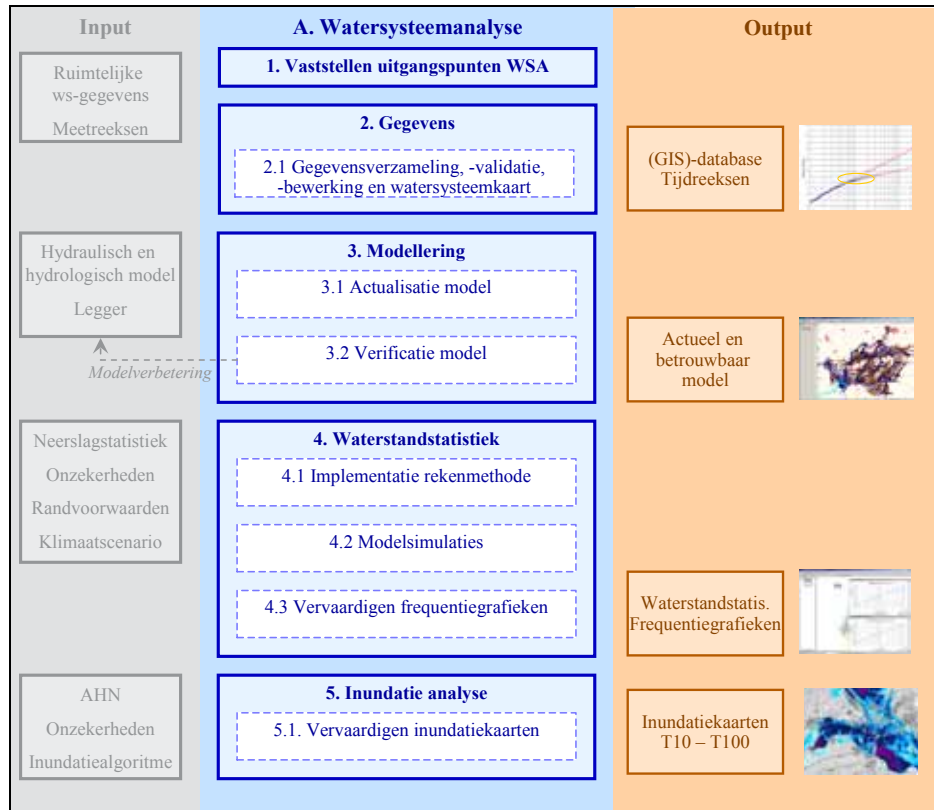 Input
A. Watersysteemanalyse
Output
1. Vaststellen uitgangspunten WSA
Ruimtelijke
ws-gegevens
Meetreeksen
2. Gegevens
2.1 Gegevensverzameling, -validatie,
-bewerking en watersysteemkaart
(GIS)-database
Tijdreeksen
Hydraulisch en
hydrologisch model
Legger
3. Modellering
3.1 Actualisatie model
3.2 Verificatie model
Modelverbetering
Actueel en
betrouwbaar
model
Neerslagstatistiek
Onzekerheden
Randvoorwaarden
Klimaatscenario
4. Waterstandstatistiek
4.1 Implementatie rekenmethode
4.2 Modelsimulaties
4.3 Vervaardigen frequentiegrafieken
Waterstandstatis.
Frequentiegrafieken
AHN
Onzekerheden
Inundatiealgoritme
5. Inundatie analyse
5.1. Vervaardigen inundatiekaarten
Inundatiekaarten
T10 – T100